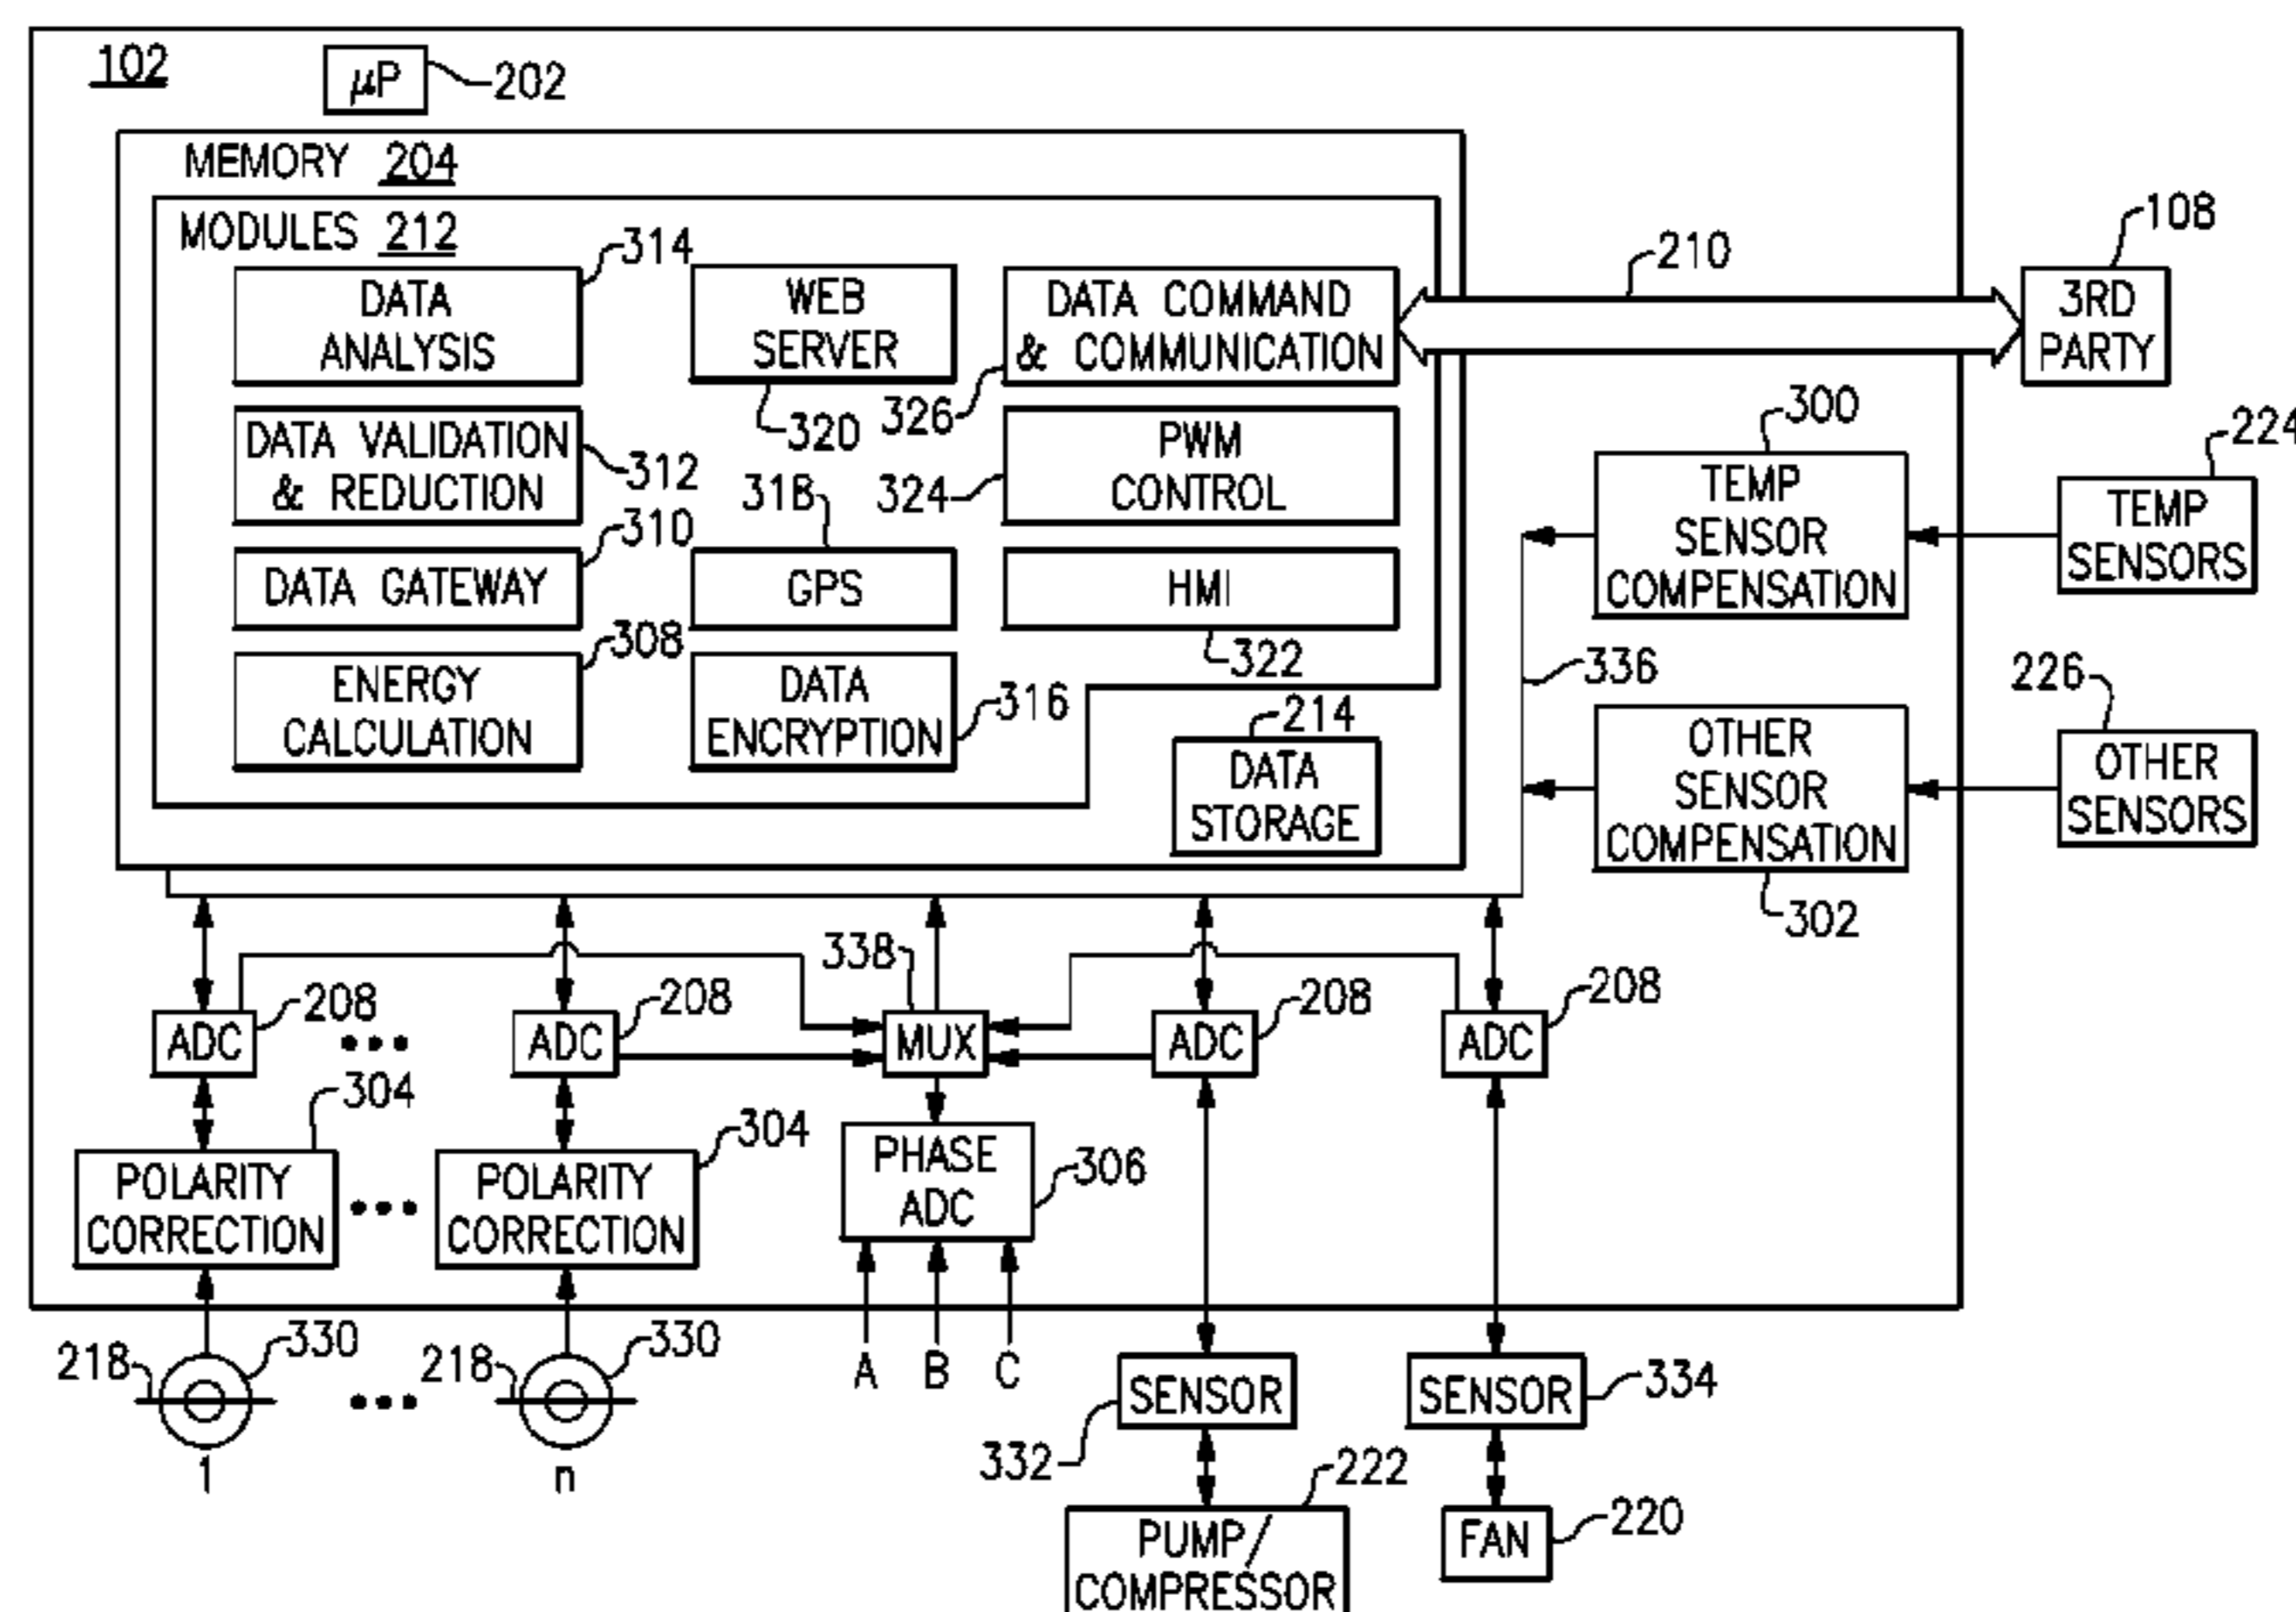 102
μP
202
MEMORY 204
MODULES 212
314
DATA
ANALYSIS
WEB
SERVER
320
DATA COMMAND
& COMMUNICATION
326
210
108
3RD
PARTY
DATA VALIDATION
& REDUCTION
312
PWM
CONTROL
324
300
TEMP
SENSOR
COMPENSATION
224
TEMP
SENSORS
310
DATA GATEWAY
318
GPS
HMI
322
336
308
ENERGY
CALCULATION
DATA
ENCRYPTION
316
214
DATA
STORAGE
OTHER
SENSOR
COMPENSATION
302
226
OTHER
SENSORS
338
ADC
208
ADC
208
MUX
ADC
208
ADC
208
304
POLARITY
CORRECTION
304
POLARITY
CORRECTION
PHASE
ADC
306
218
330
1
218
330
n
A
B
C
SENSOR
332
SENSOR
334
222
PUMP/
COMPRESSOR
FAN
220